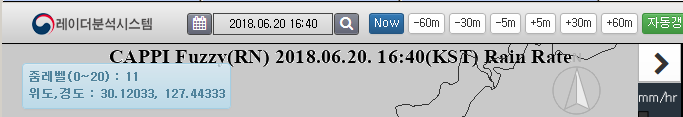 레이더분석시스템 2018.06.20 16:40 Now -60m -30m -5m +5m +30m +60m 자동갱
CAPPI Fuzzy(RN) 2018.06.20. 16:40(KST) Rain Rate
N
줌레벨(0~20) : 11
위도,경도 : 30.12033, 127.44333
mm/hr